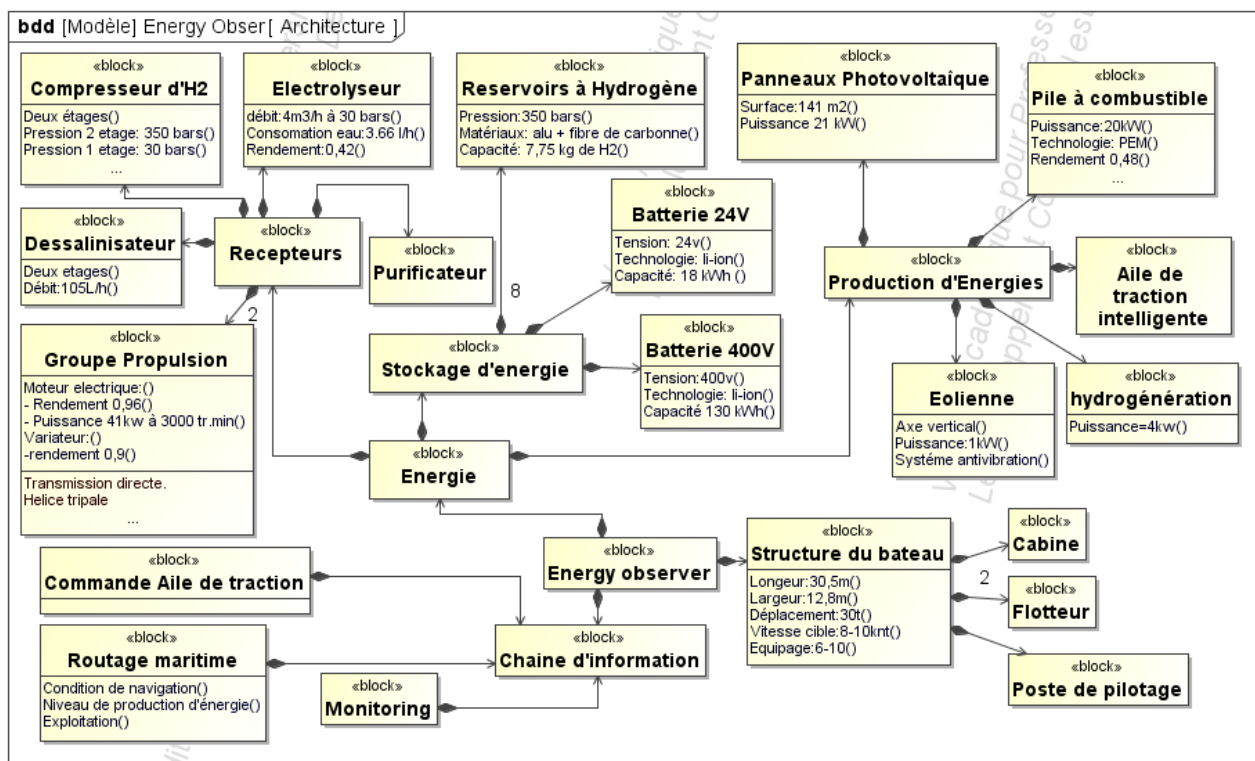 bdd [Modèle] Energy Obser[ Architecture ]
«block»
Compresseur d'H2
Deux étages()
Pression 2 etage: 350 bars()
Pression 1 etage: 30 bars()
...
«block»
Electrolyseur
débit:4m3/h à 30 bars()
Consomation eau:3.66 l/h()
Rendement:0,42()
«block»
Reservoirs à Hydrogène
Pression:350 bars()
Matériaux: alu + fibre de carbonne()
Capacité: 7,75 kg de H2()
«block»
Panneaux Photovoltaîque
Surface:141 m2()
Puissance 21 kW()
«block»
Pile à combustible
Puissance:20kW()
Technologie: PEM()
Rendement 0,48()
...
«block»
Dessalinisateur
Deux etages()
Débit:105L/h()
«block»
Recepteurs
«block»
Purificateur
«block»
Batterie 24V
Tension: 24v()
Technologie: li-ion()
Capacité: 18 kWh ()
«block»
Production d'Energies
«block»
Aile de
traction
intelligente
8
2
«block»
Groupe Propulsion
Moteur electrique:()
- Rendement 0,96()
- Puissance 41kw à 3000 tr.min()
Variateur:()
-rendement 0,9()
Transmission directe.
Helice tripale
...
«block»
Stockage d'energie
«block»
Batterie 400V
Tension:400v()
Technologie: li-ion()
Capacité 130 kWh()
«block»
Eolienne
Axe vertical()
Puissance:1kW()
Systéme antivibration()
«block»
hydrogénération
Puissance=4kw()
«block»
Energie
«block»
Energy observer
«block»
Structure du bateau
Longeur:30,5m()
Largeur:12,8m()
Déplacement:30t()
Vitesse cible:8-10knt()
Equipage:6-10()
«block»
Cabine
2
«block»
Flotteur
«block»
Poste de pilotage
«block»
Commande Aile de traction
«block»
Routage maritime
Condition de navigation()
Niveau de production d'énergie()
Exploitation()
«block»
Chaine d'information
«block»
Monitoring